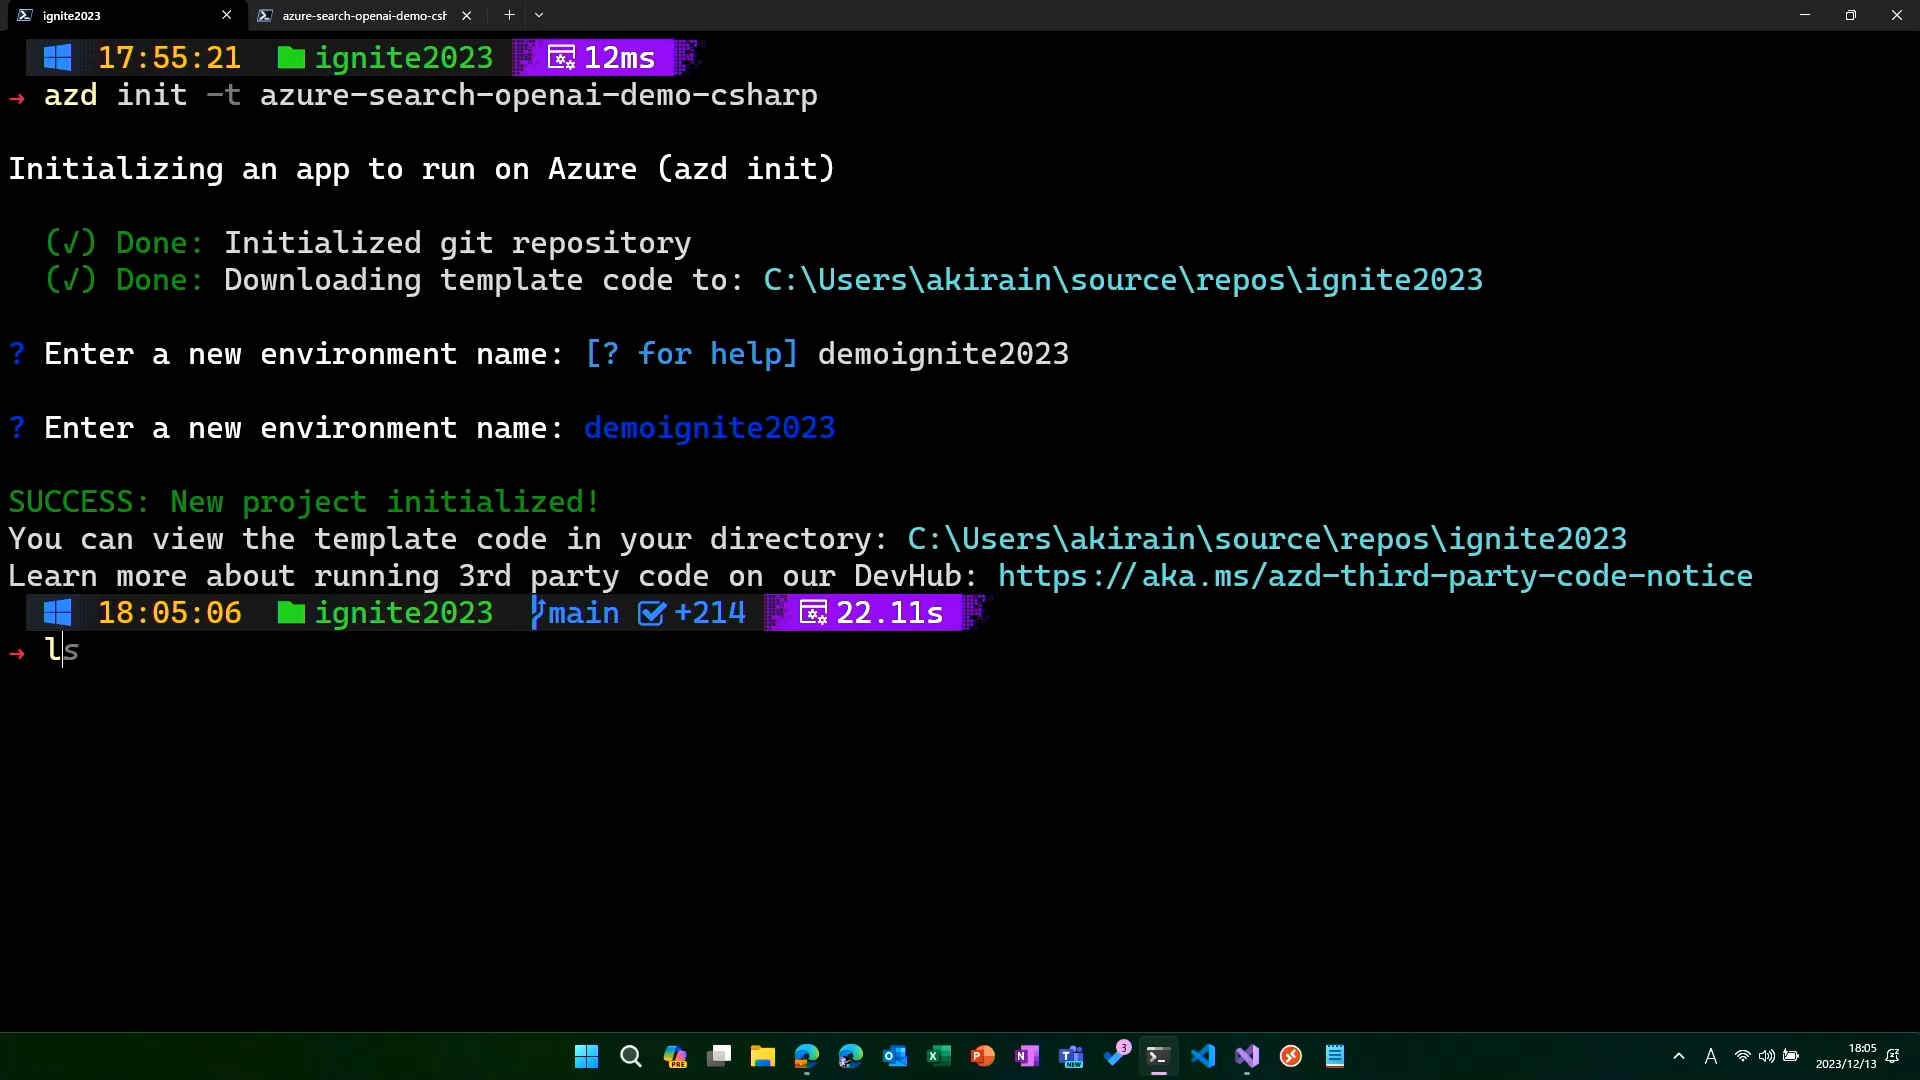 ignite2023
azure-search-openai-demo-csh
17:55:21 ignite2023 12ms
→ azd init -t azure-search-openai-demo-csharp
Initializing an app to run on Azure (azd init)
(√) Done: Initialized git repository
(√) Done: Downloading template code to: C:\Users\akirain\source\repos\ignite2023
? Enter a new environment name: [? for help] demoignite2023
? Enter a new environment name: demoignite2023
SUCCESS: New project initialized!
You can view the template code in your directory: C:\Users\akirain\source\repos\ignite2023
Learn more about running 3rd party code on our DevHub: https://aka.ms/azd-third-party-code-notice
18:05:06 ignite2023 main +214 22.11s
→ ls
PRE
NEW
3
A
18:05
2023/12/13